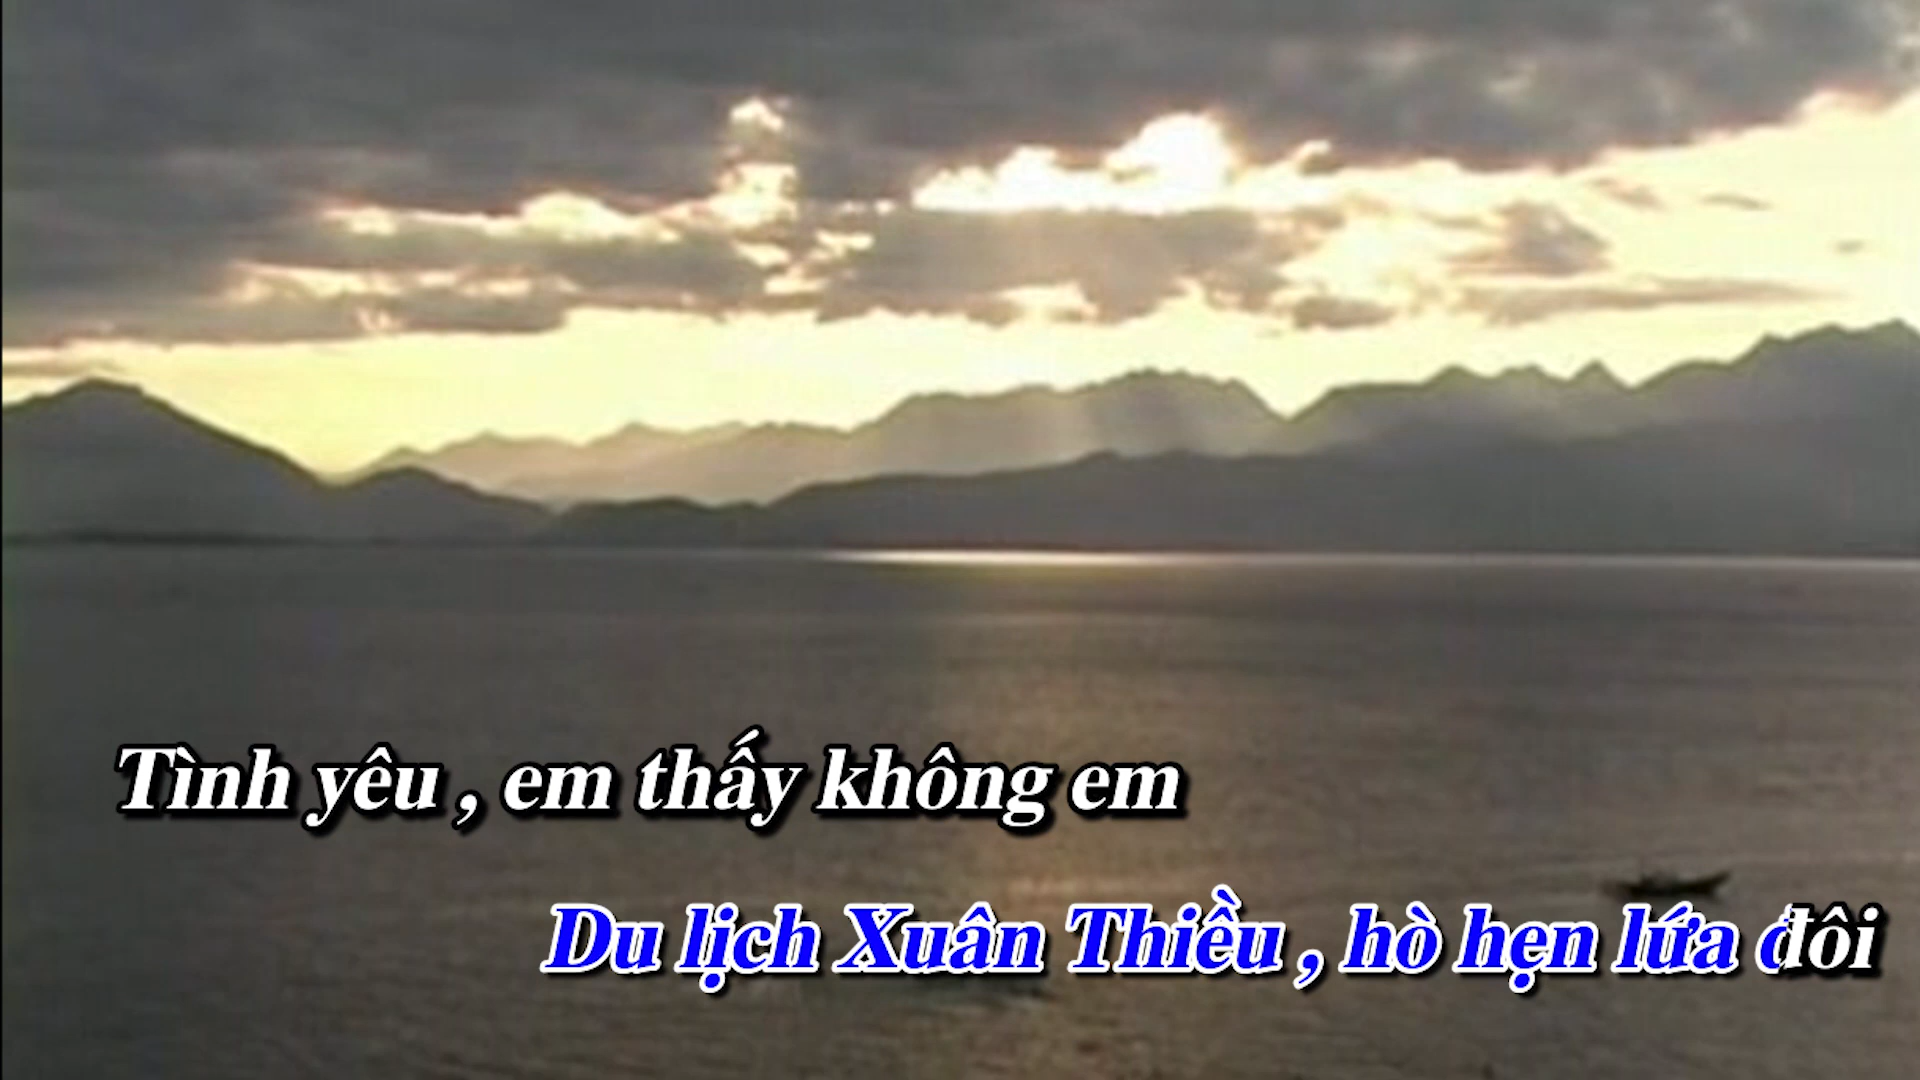 Tình yêu , em thấy không em
Du lịch Xuân Thiều , hò hẹn lứa đôi